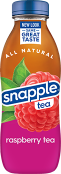 NEW LOOK
SAME
GREAT
TASTE
ALL NATURAL
snapple
tea
raspberry tea